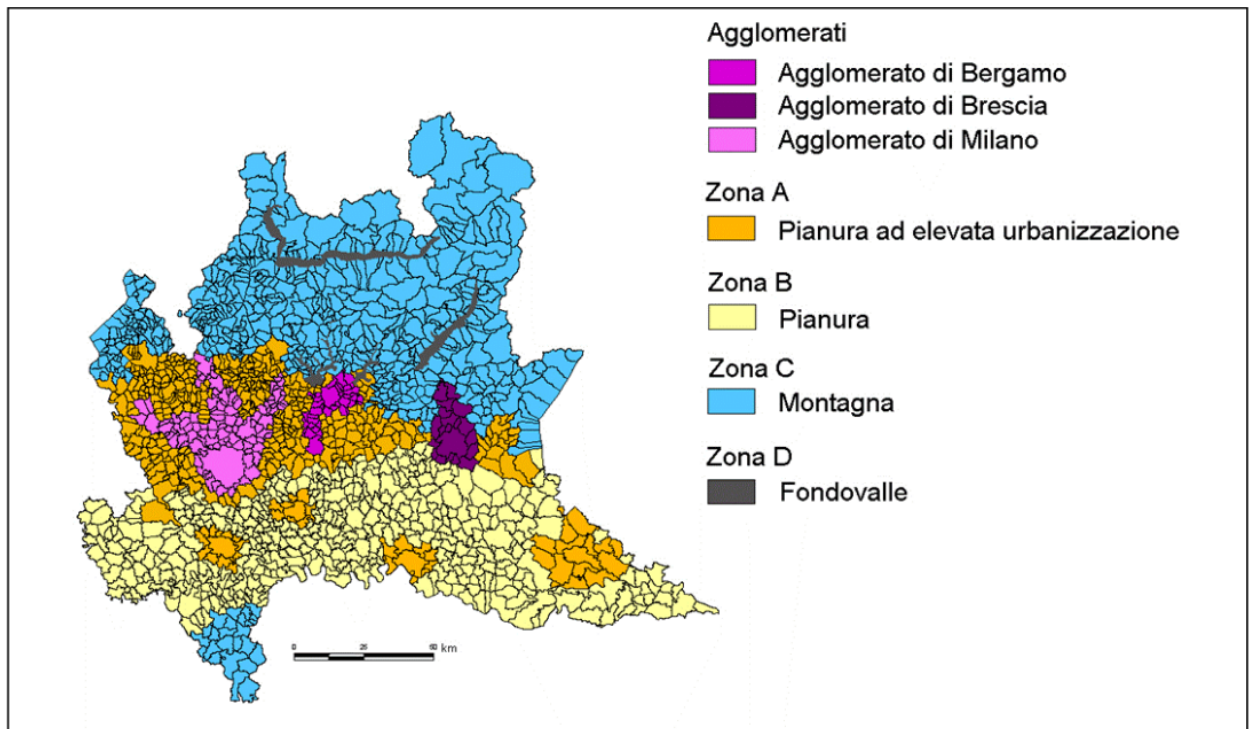 Agglomerati
Agglomerato di Bergamo
Agglomerato di Brescia
Agglomerato di Milano
Zona A
Pianura ad elevata urbanizzazione
Zona B
Pianura
Zona C
Montagna
Zona D
Fondovalle
0 25 50 km